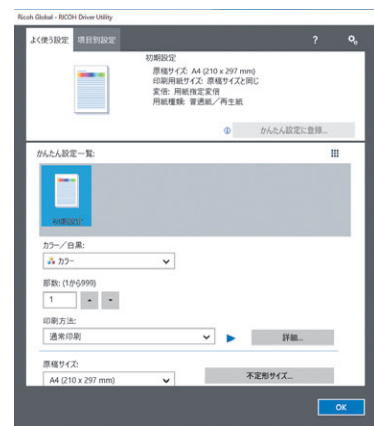 Ricoh Global - RICOH Driver Utility
よく使う設定 項目別設定
?
初期設定
原稿サイズ: A4 (210 x 297 mm)
印刷用紙サイズ: 原稿サイズと同じ
変倍: 用紙指定変倍
用紙種類: 普通紙／再生紙
かんたん設定に登録...
かんたん設定一覧:
初期設定
カラー／白黒:
カラー
部数: (1から999)
1
印刷方法:
通常印刷
詳細...
原稿サイズ:
A4 (210 x 297 mm)
不定形サイズ...
OK